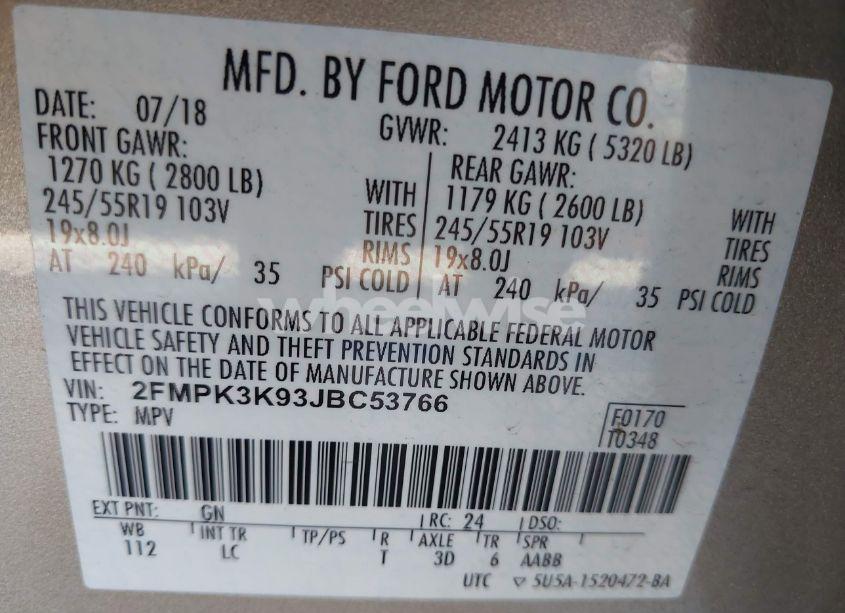 MFD. BY FORD MOTOR CO.
DATE: 07/18
GVWR: 2413 KG ( 5320 LB)
FRONT GAWR:
1270 KG ( 2800 LB)
245/55R19 103V
19x8.0J
AT 240 kPa/ 35 PSI COLD
WITH
TIRES
RIMS
REAR GAWR:
1179 KG ( 2600 LB)
245/55R19 103V
19x8.0J
AT 240 kPa/ 35 PSI COLD
WITH
TIRES
RIMS
wheelwise
THIS VEHICLE CONFORMS TO ALL APPLICABLE FEDERAL MOTOR
VEHICLE SAFETY AND THEFT PREVENTION STANDARDS IN
EFFECT ON THE DATE OF MANUFACTURE SHOWN ABOVE.
VIN: 2FMPK3K93JBC53766
TYPE: MPV
F0170
T0348
EXT PNT: GN RC: 24 DSO:
WB INT TR TP/PS R AXLE TR SPR
112 LC T 3D 6 AABB
UTC ▽ 5U5A-1520472-BA